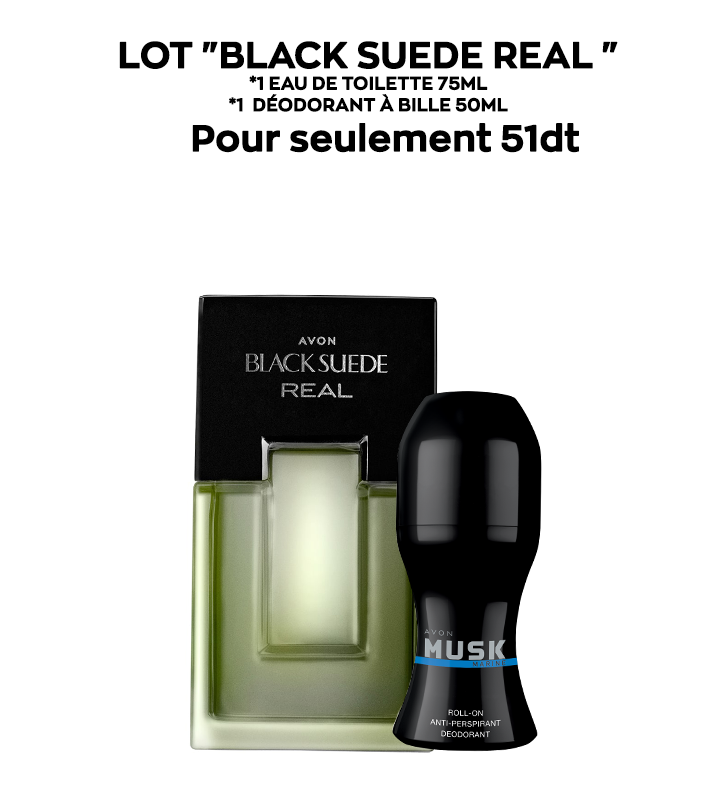 LOT "BLACK SUEDE REAL "
*1 EAU DE TOILETTE 75ML
*1 DÉODORANT À BILLE 50ML
Pour seulement 51dt
AVON
BLACK SUEDE
REAL
AVON
MUSK
MARINE
ROLL-ON
ANTI-PERSPIRANT
DEODORANT